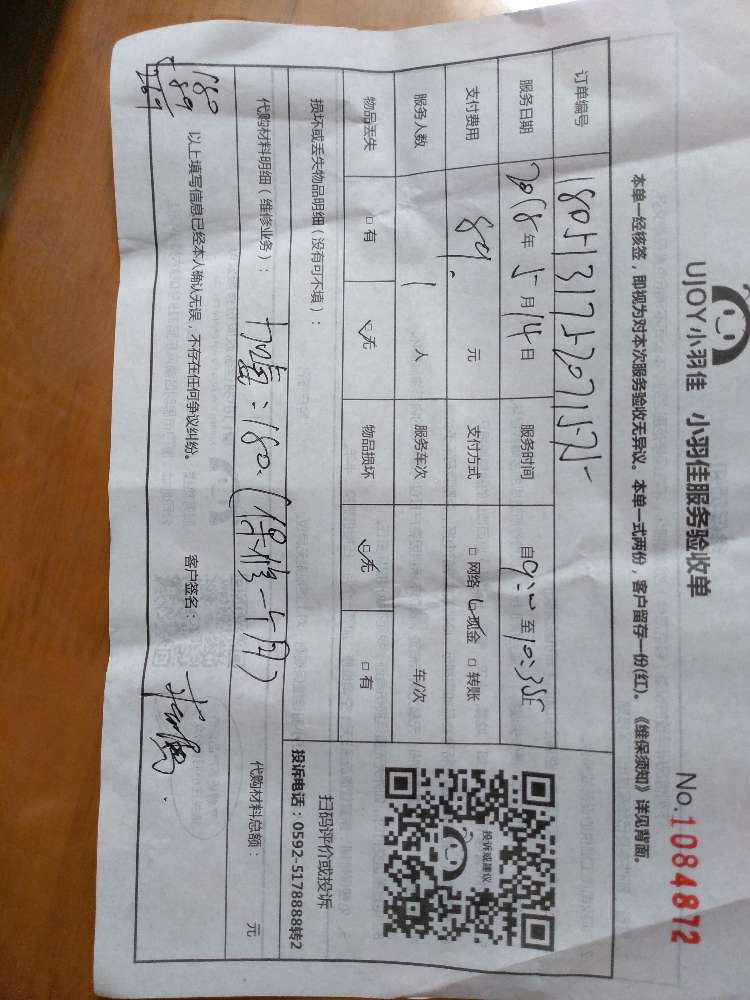 UJOY小羽佳 小羽佳服务验收单
No.1084872
本单一经核签，即视为对本次服务验收无异议。本单一式两份，客户留存一份(红)。《维保须知》详见背面。
订单编号
服务日期 2018年5月14日 服务时间 自9:00至10:35
支付费用 89. 元 支付方式 □网络 ☑现金 □转账
服务人数 1 人 服务车次 车/次
物品丢失 □有 ☑无 物品损坏 ☑无 □有
投诉或建议
扫码评价或投诉
投诉电话：0592-5178888转2
损坏或丢失物品明细（没有可不填）：
代购材料明细（维修业务）： 180.(保修一个月) 代购材料总额： 元
以上填写信息已经本人确认无误，不存在任何争议纠纷。 客户签名：
180
89
269